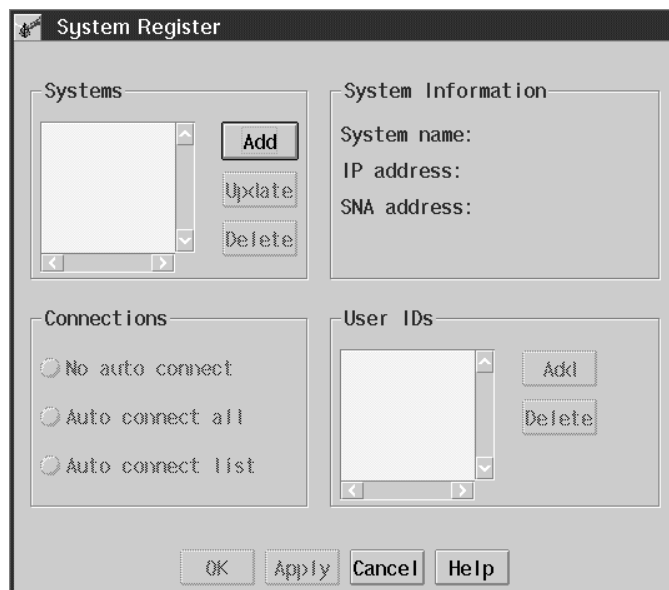 System Register
Systems
Add
Update
Delete
System Information
System name:
IP address:
SNA address:
Connections
No auto connect
Auto connect all
Auto connect list
User IDs
Add
Delete
OK
Apply
Cancel
Help